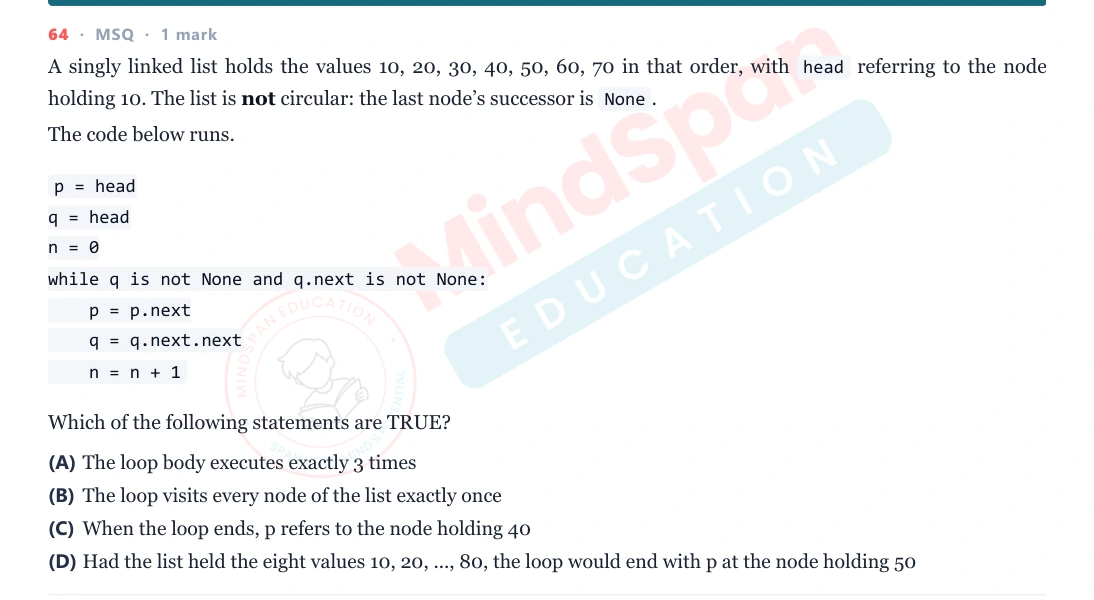 64 · MSQ · 1 mark
A singly linked list holds the values 10, 20, 30, 40, 50, 60, 70 in that order, with head referring to the node
holding 10. The list is not circular: the last node's successor is None .
The code below runs.
p = head
q = head
n = 0
while q is not None and q.next is not None:
    p = p.next
    q = q.next.next
    n = n + 1
Which of the following statements are TRUE?
(A) The loop body executes exactly 3 times
(B) The loop visits every node of the list exactly once
(C) When the loop ends, p refers to the node holding 40
(D) Had the list held the eight values 10, 20, ..., 80, the loop would end with p at the node holding 50
MindSpan
EDUCATION
MINDSPAN EDUCATION